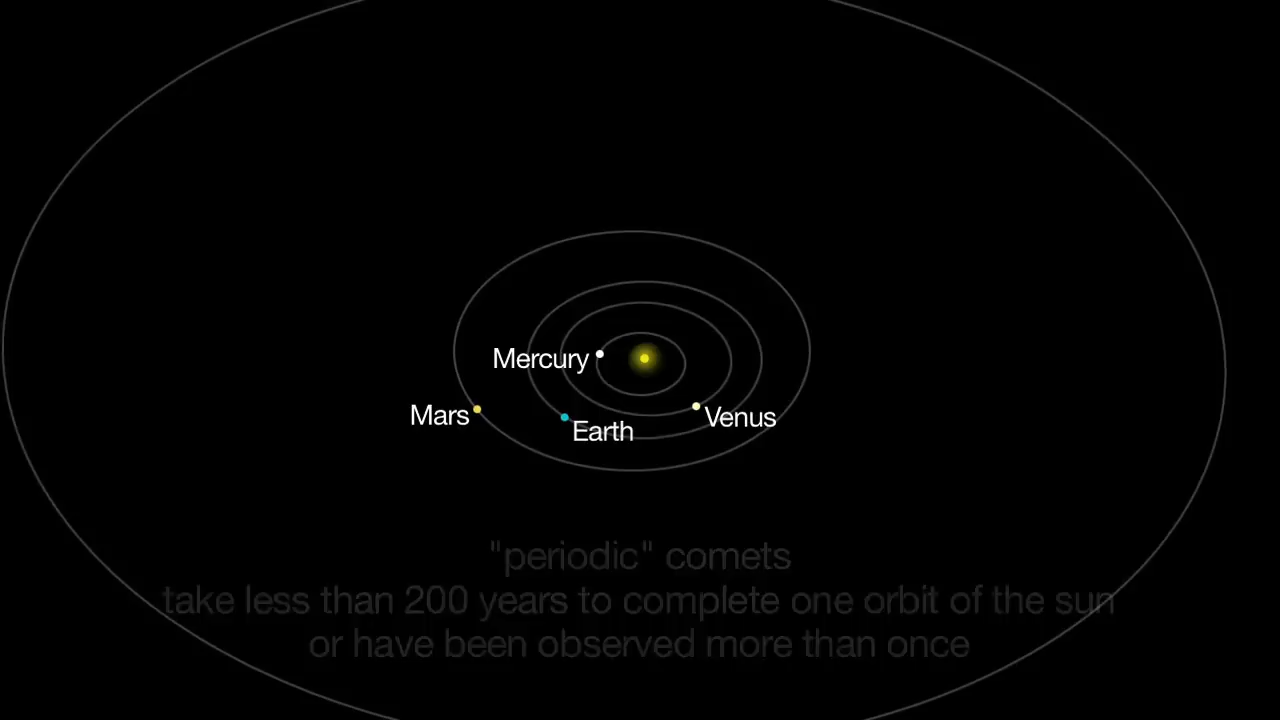 Mercury
Mars
Earth
Venus
"periodic" comets
take less than 200 years to complete one orbit of the sun
or have been observed more than once